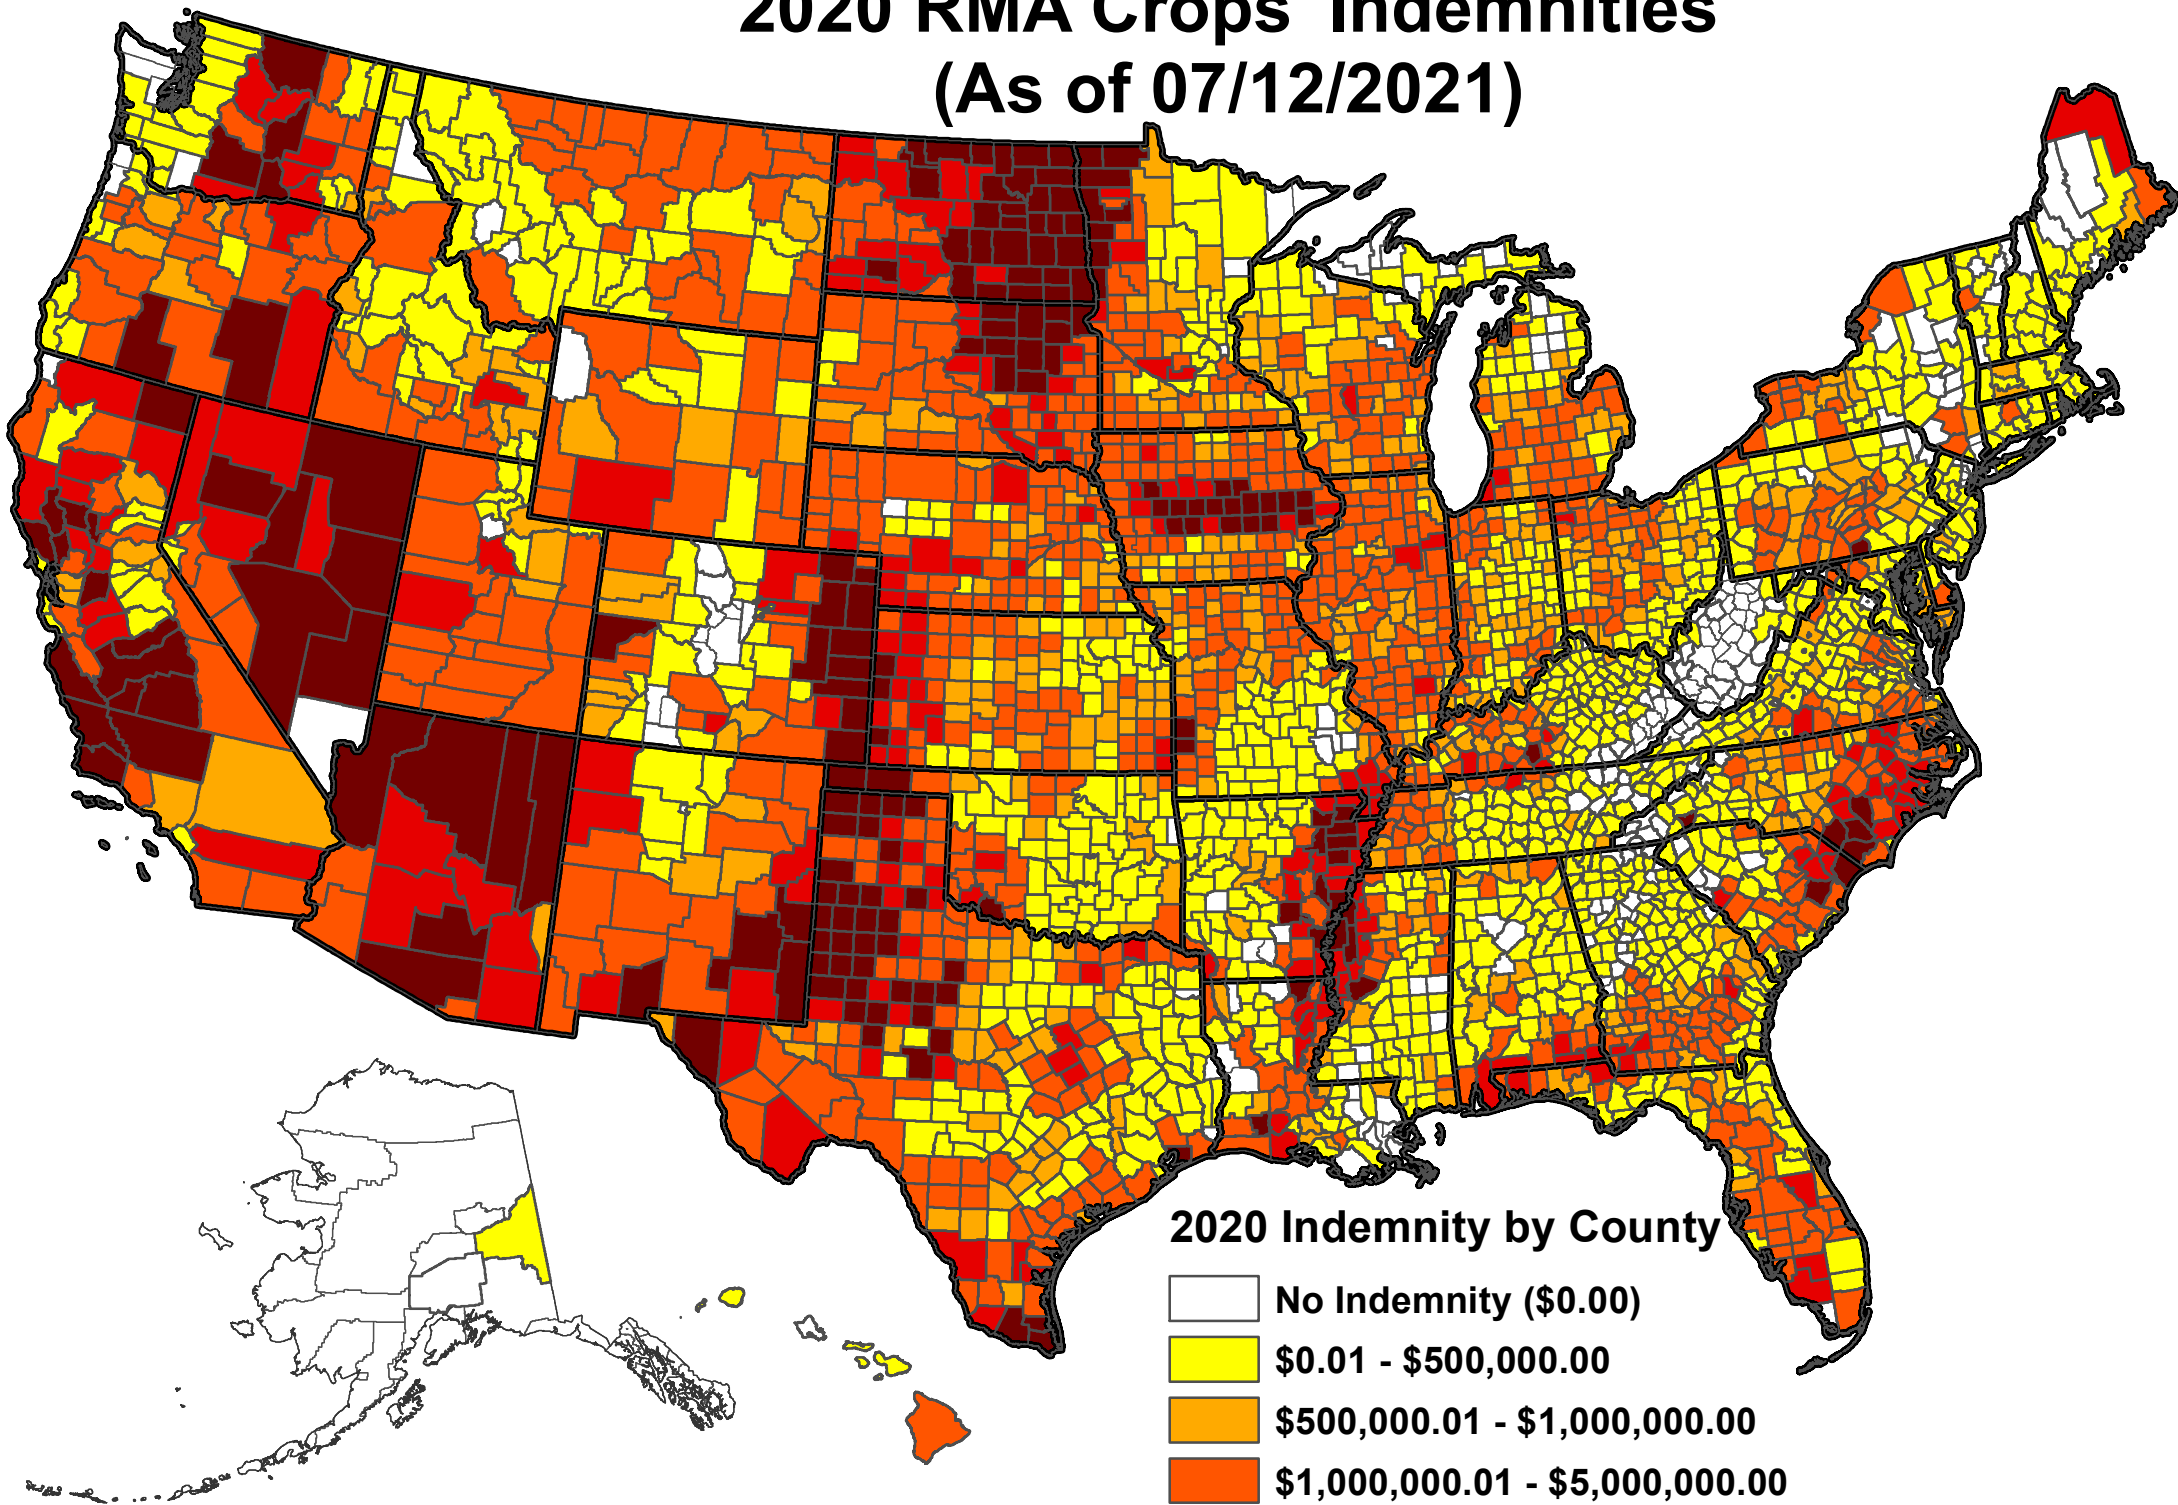 2020 RMA Crops' Indemnities
(As of 07/12/2021)
2020 Indemnity by County
No Indemnity ($0.00)
$0.01 - $500,000.00
$500,000.01 - $1,000,000.00
$1,000,000.01 - $5,000,000.00